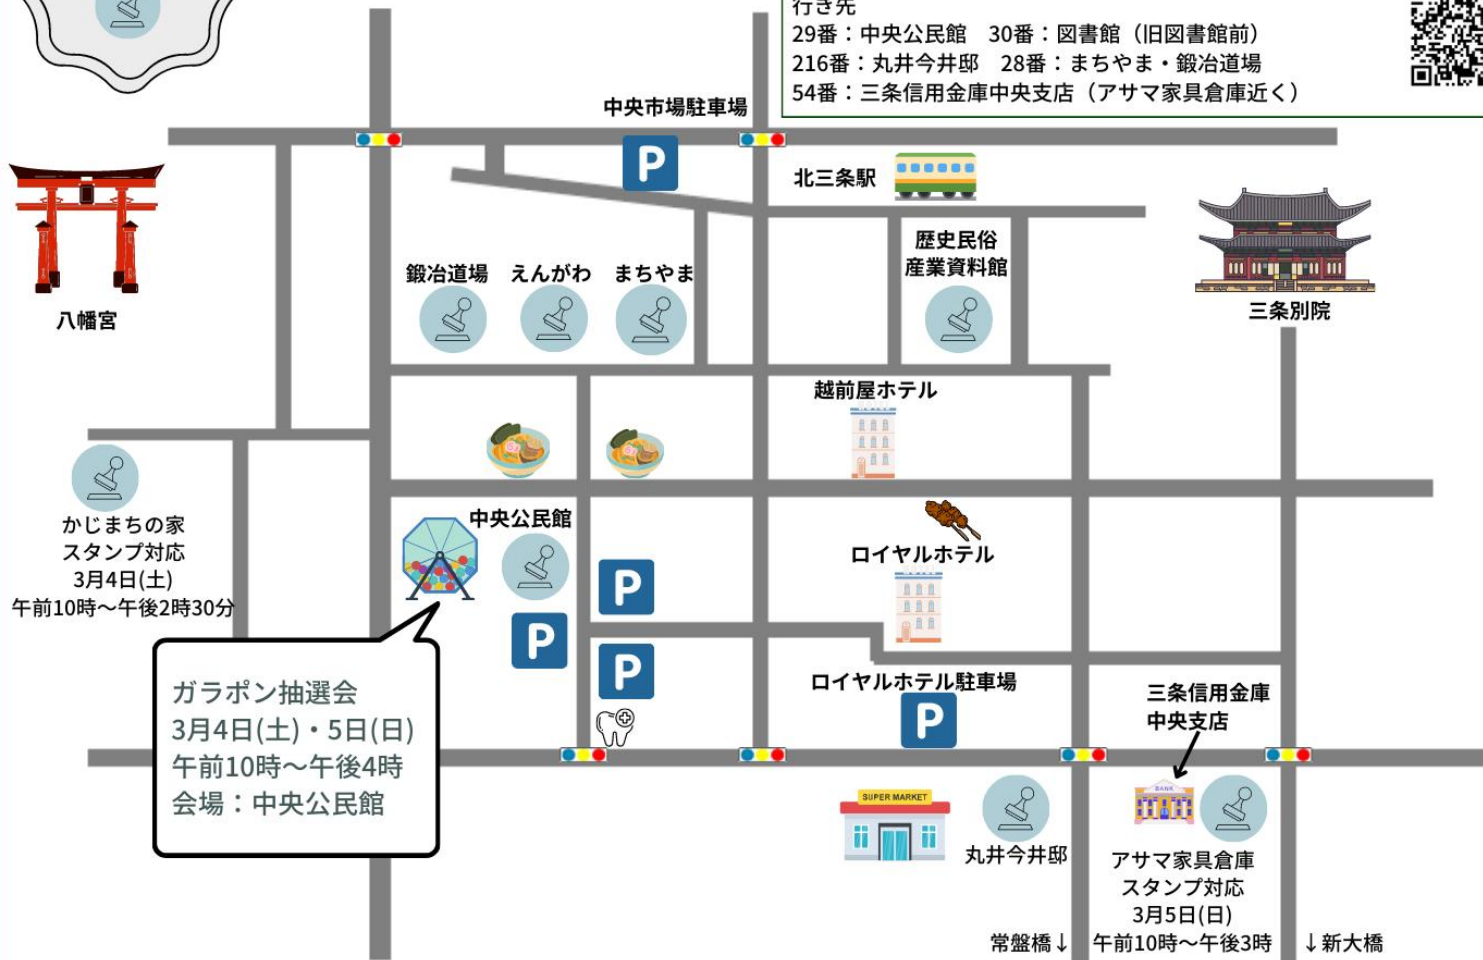 行き先
29番：中央公民館　30番：図書館（旧図書館前）
216番：丸井今井邸　28番：まちやま・鍛冶道場
54番：三条信用金庫中央支店（アサマ家具倉庫近く）
中央市場駐車場
P
北三条駅
歴史民俗
産業資料館
鍛冶道場
えんがわ
まちやま
八幡宮
三条別院
越前屋ホテル
かじまちの家
スタンプ対応
3月4日(土)
午前10時～午後2時30分
中央公民館
P
P
P
ロイヤルホテル
ガラポン抽選会
3月4日(土)・5日(日)
午前10時～午後4時
会場：中央公民館
ロイヤルホテル駐車場
P
三条信用金庫
中央支店
SUPER MARKET
BANK
丸井今井邸
アサマ家具倉庫
スタンプ対応
3月5日(日)
午前10時～午後3時
常盤橋↓
↓新大橋